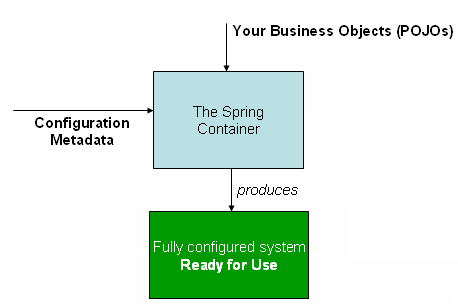 Your Business Objects (POJOs)
The Spring
Container
Configuration
Metadata
produces
Fully configured system
Ready for Use